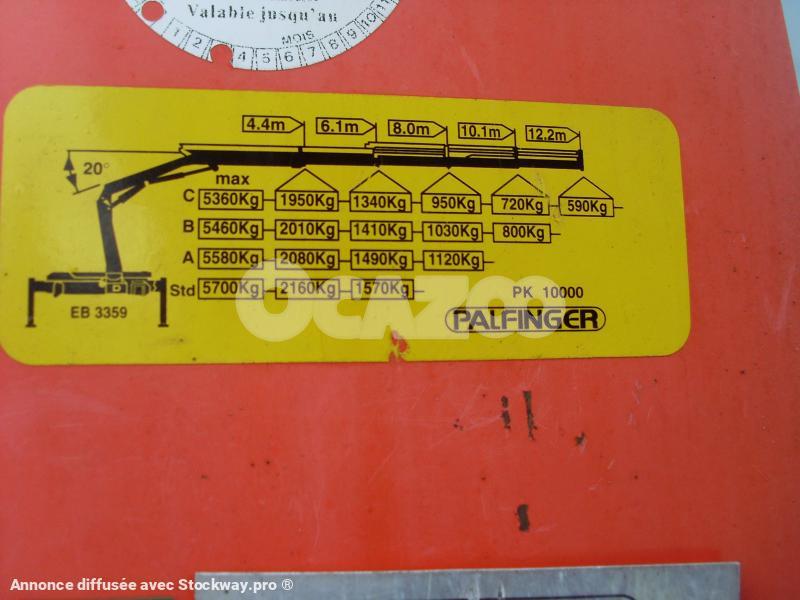 Valable jusqu'au
MOIS
1 2 4 5 6 7 8 9 10 11
4.4m 6.1m 8.0m 10.1m 12.2m
20°
max
C 5360Kg 1950Kg 1340Kg 950Kg 720Kg 590Kg
B 5460Kg 2010Kg 1410Kg 1030Kg 800Kg
A 5580Kg 2080Kg 1490Kg 1120Kg
Std 5700Kg 2160Kg 1570Kg
PK 10000
EB 3359
PALFINGER
OCAZOO
Annonce diffusée avec Stockway.pro ®